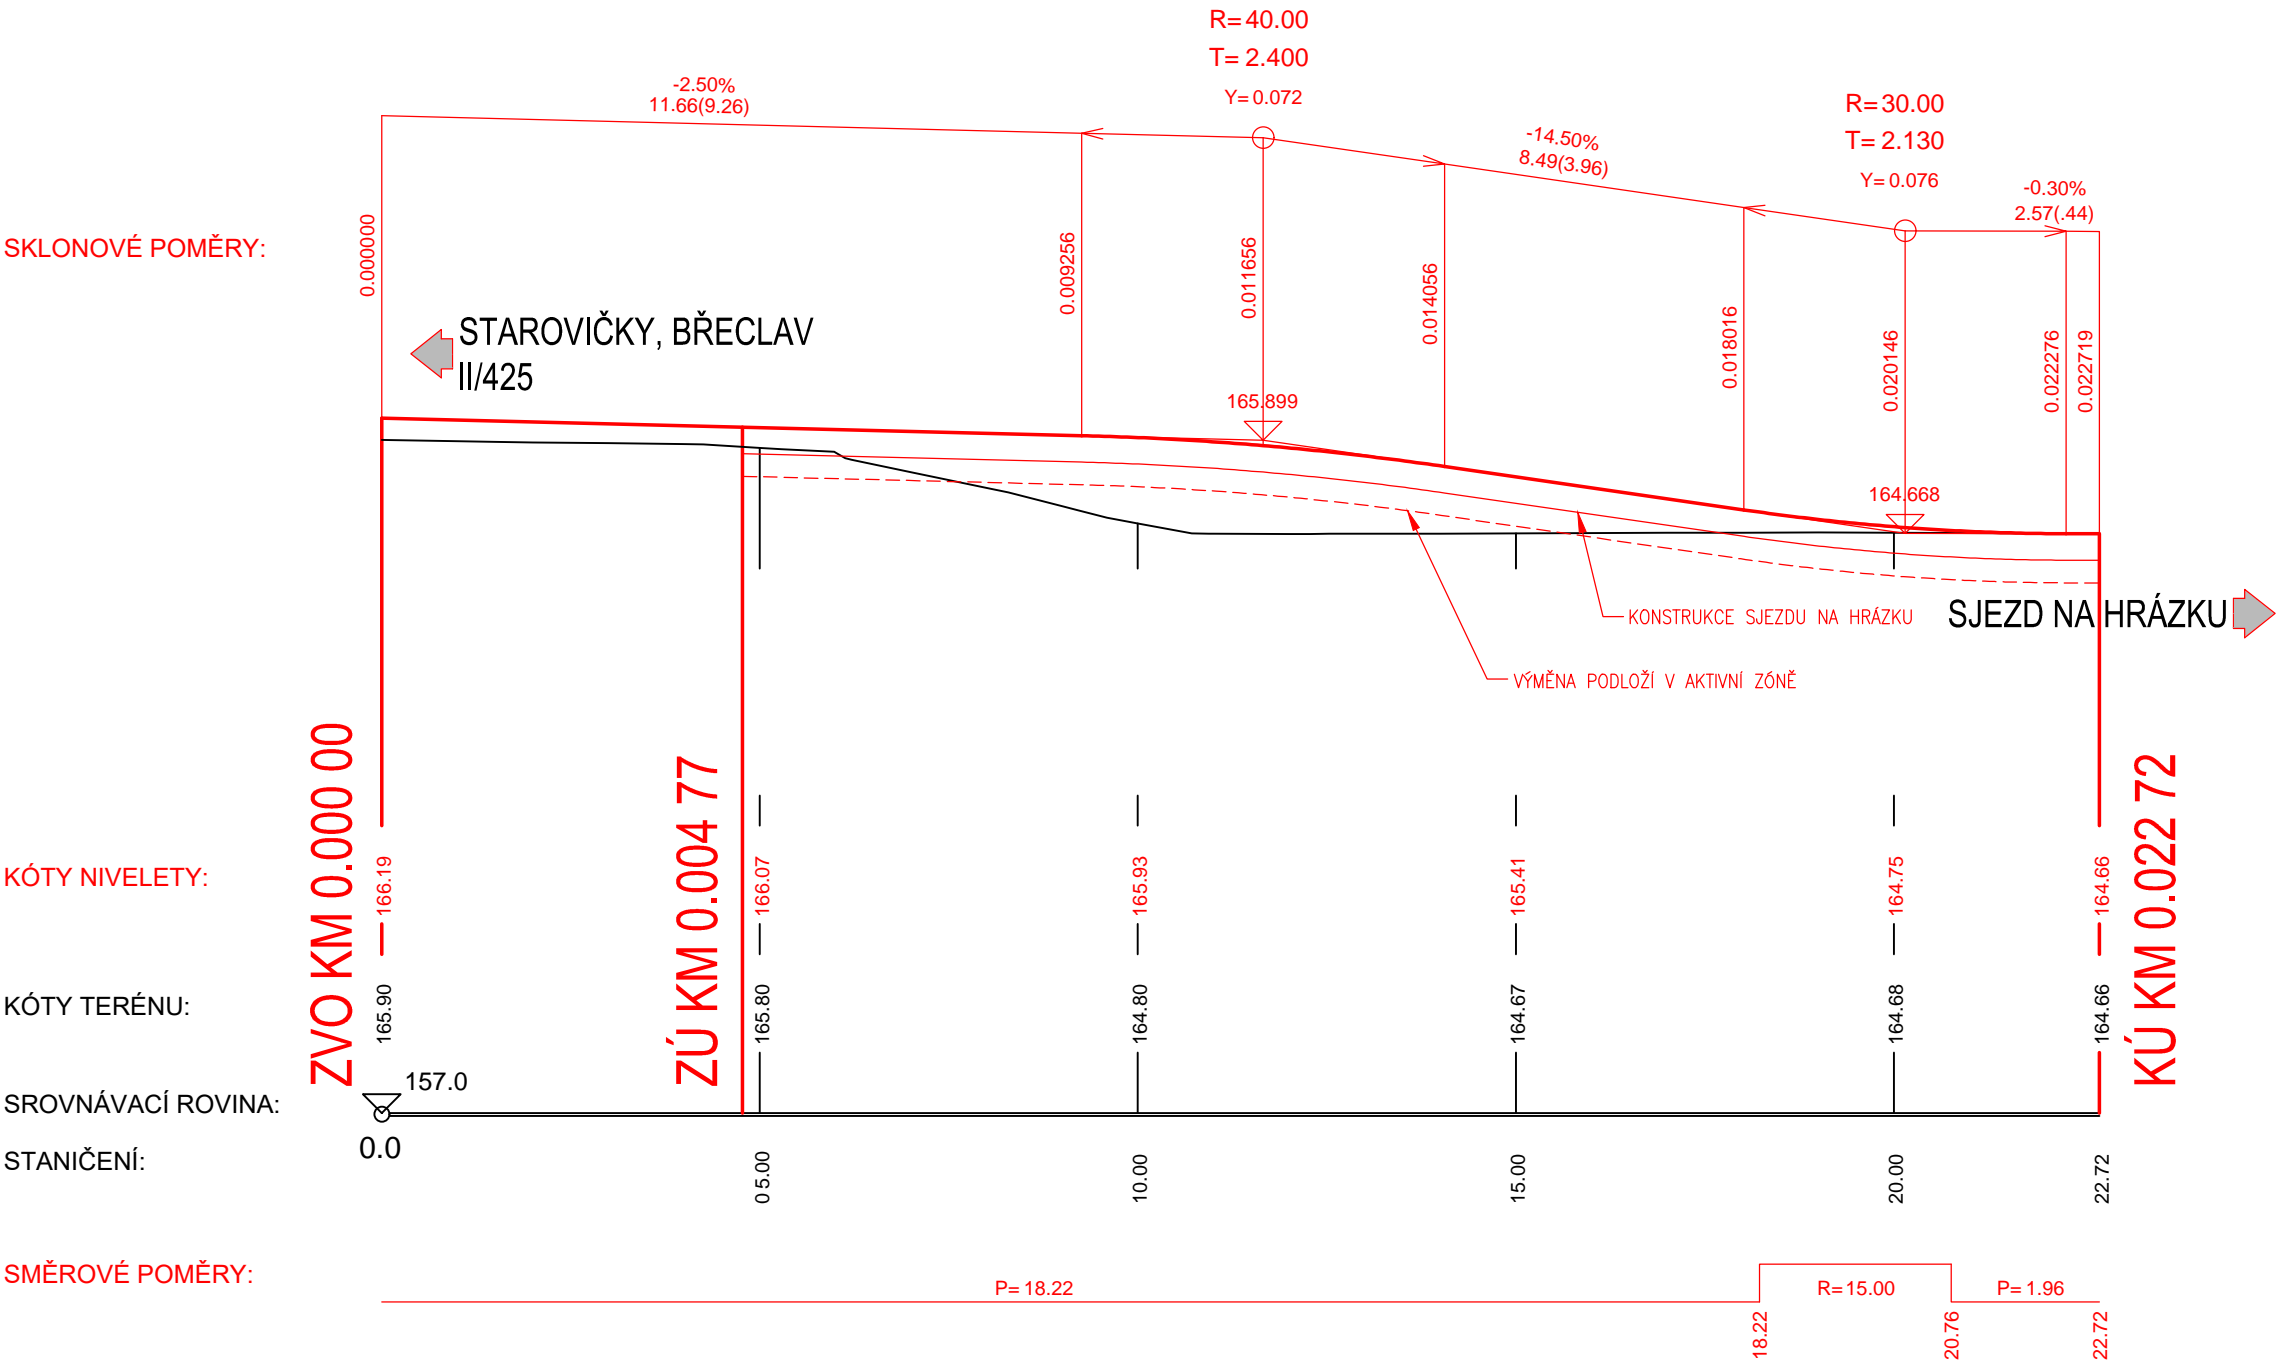 R=40.00
T= 2.400
Y=0.072
-2.50%
11.66(9.26)
R=30.00
T= 2.130
Y=0.076
-14.50%
8.49(3.96)
-0.30%
2.57(.44)
SKLONOVÉ POMĚRY:
0.000000
0.009256
0.011656
0.014056
0.018016
0.020146
0.022276
0.022719
STAROVIČKY, BŘECLAV
II/425
165.899
164.668
KONSTRUKCE SJEZDU NA HRÁZKU
SJEZD NA HRÁZKU
VÝMĚNA PODLOŽÍ V AKTIVNÍ ZÓNĚ
ZVO KM 0.000 00
ZÚ KM 0.004 77
KÚ KM 0.022 72
KÓTY NIVELETY:
166.19
166.07
165.93
165.41
164.75
164.66
KÓTY TERÉNU:
165.90
165.80
164.80
164.67
164.68
164.66
SROVNÁVACÍ ROVINA:
157.0
STANIČENÍ:
0.0
0 5.00
10.00
15.00
20.00
22.72
SMĚROVÉ POMĚRY:
P=18.22
R=15.00
P=1.96
18.22
20.76
22.72